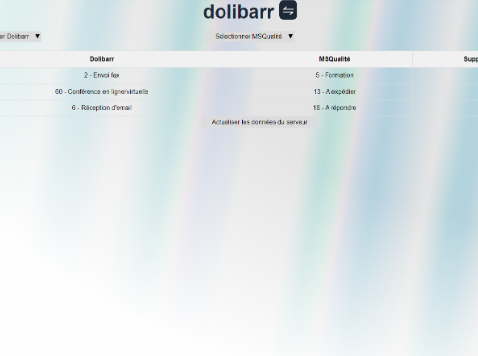 dolibarr
er Dolibarr ▼ Sélectionner MSQualité ▼
Dolibarr MSQualité Supp
2 - Envoi fax 5 - Formation
60 - Conférence en ligne/virtuelle 13 - A expédier
6 - Réception d'email 16 - A répondre
Actualiser les données du serveur